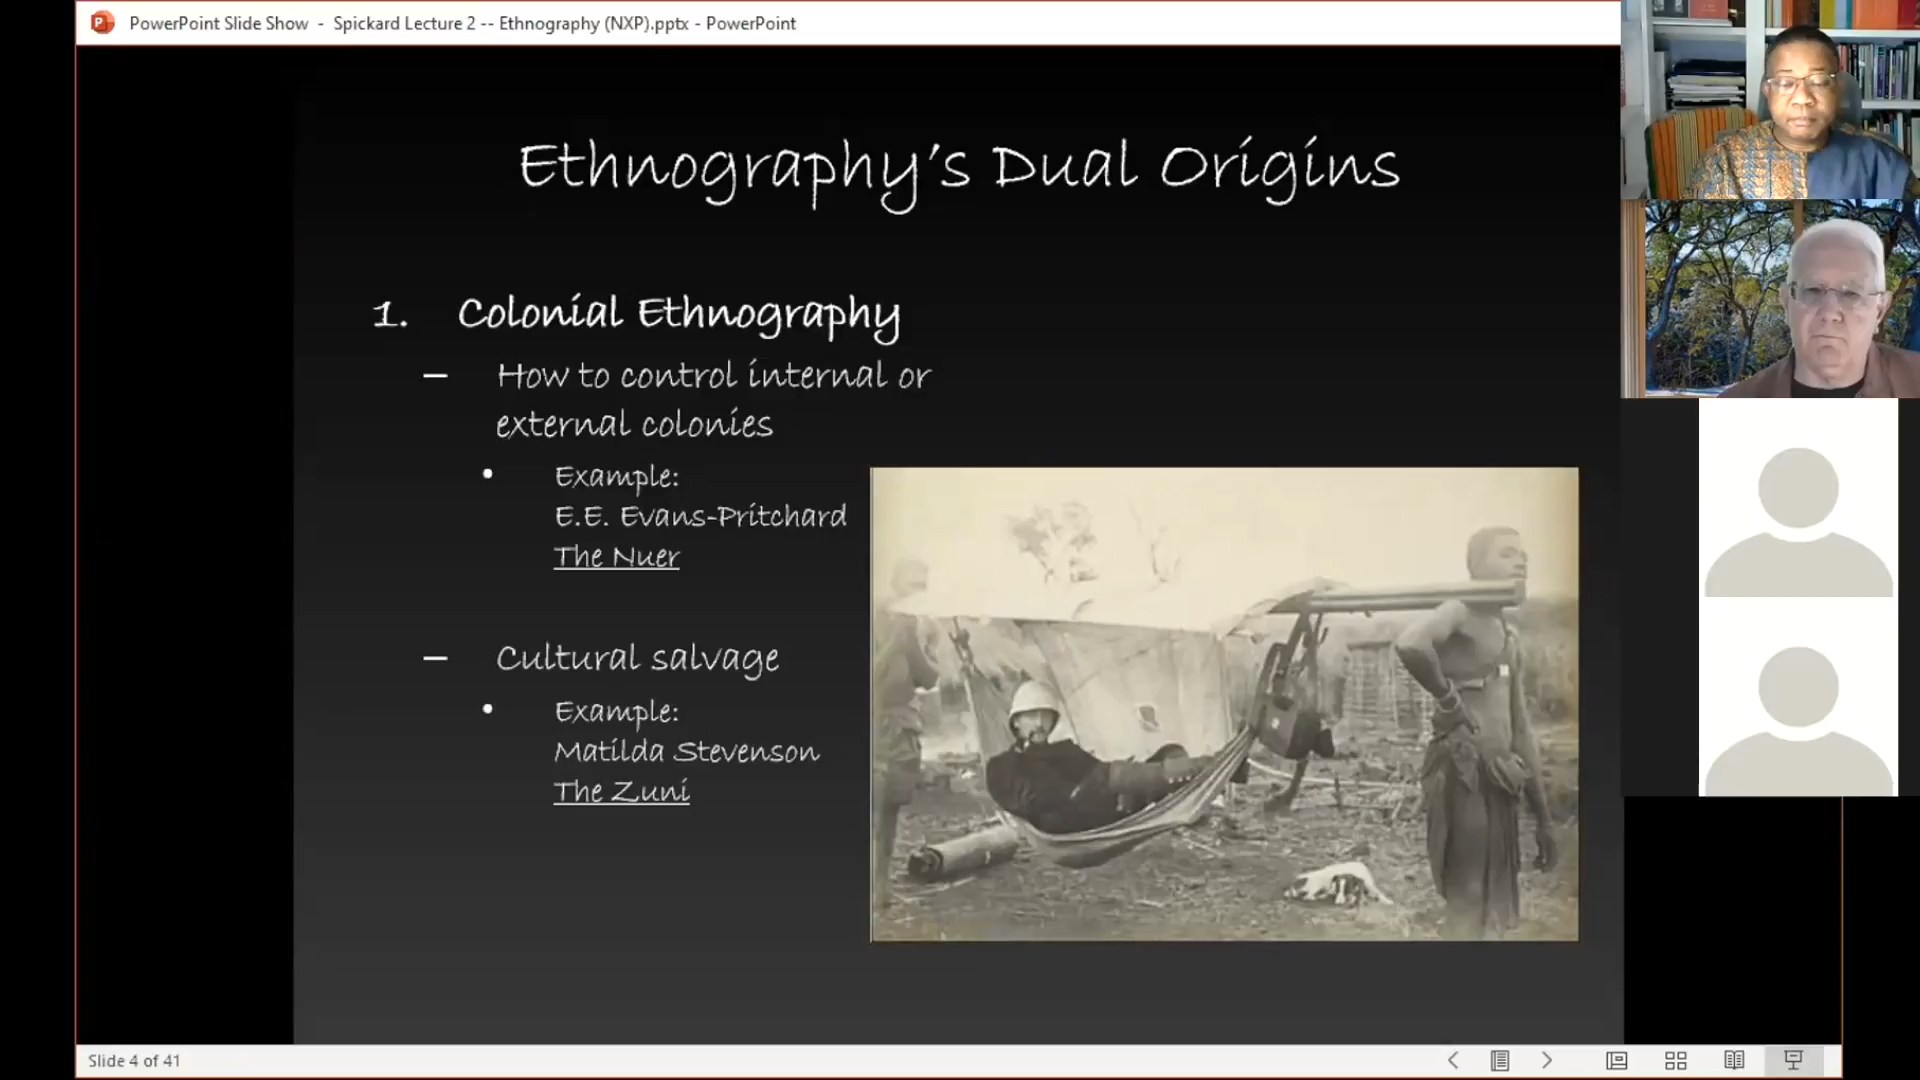 PowerPoint Slide Show - Spickard Lecture 2 -- Ethnography (NXP).pptx - PowerPoint
Ethnography's Dual Origins
1. Colonial Ethnography
– How to control internal or
external colonies
• Example:
E.E. Evans-Pritchard
The Nuer
– Cultural salvage
• Example:
Matilda Stevenson
The Zuni
Slide 4 of 41